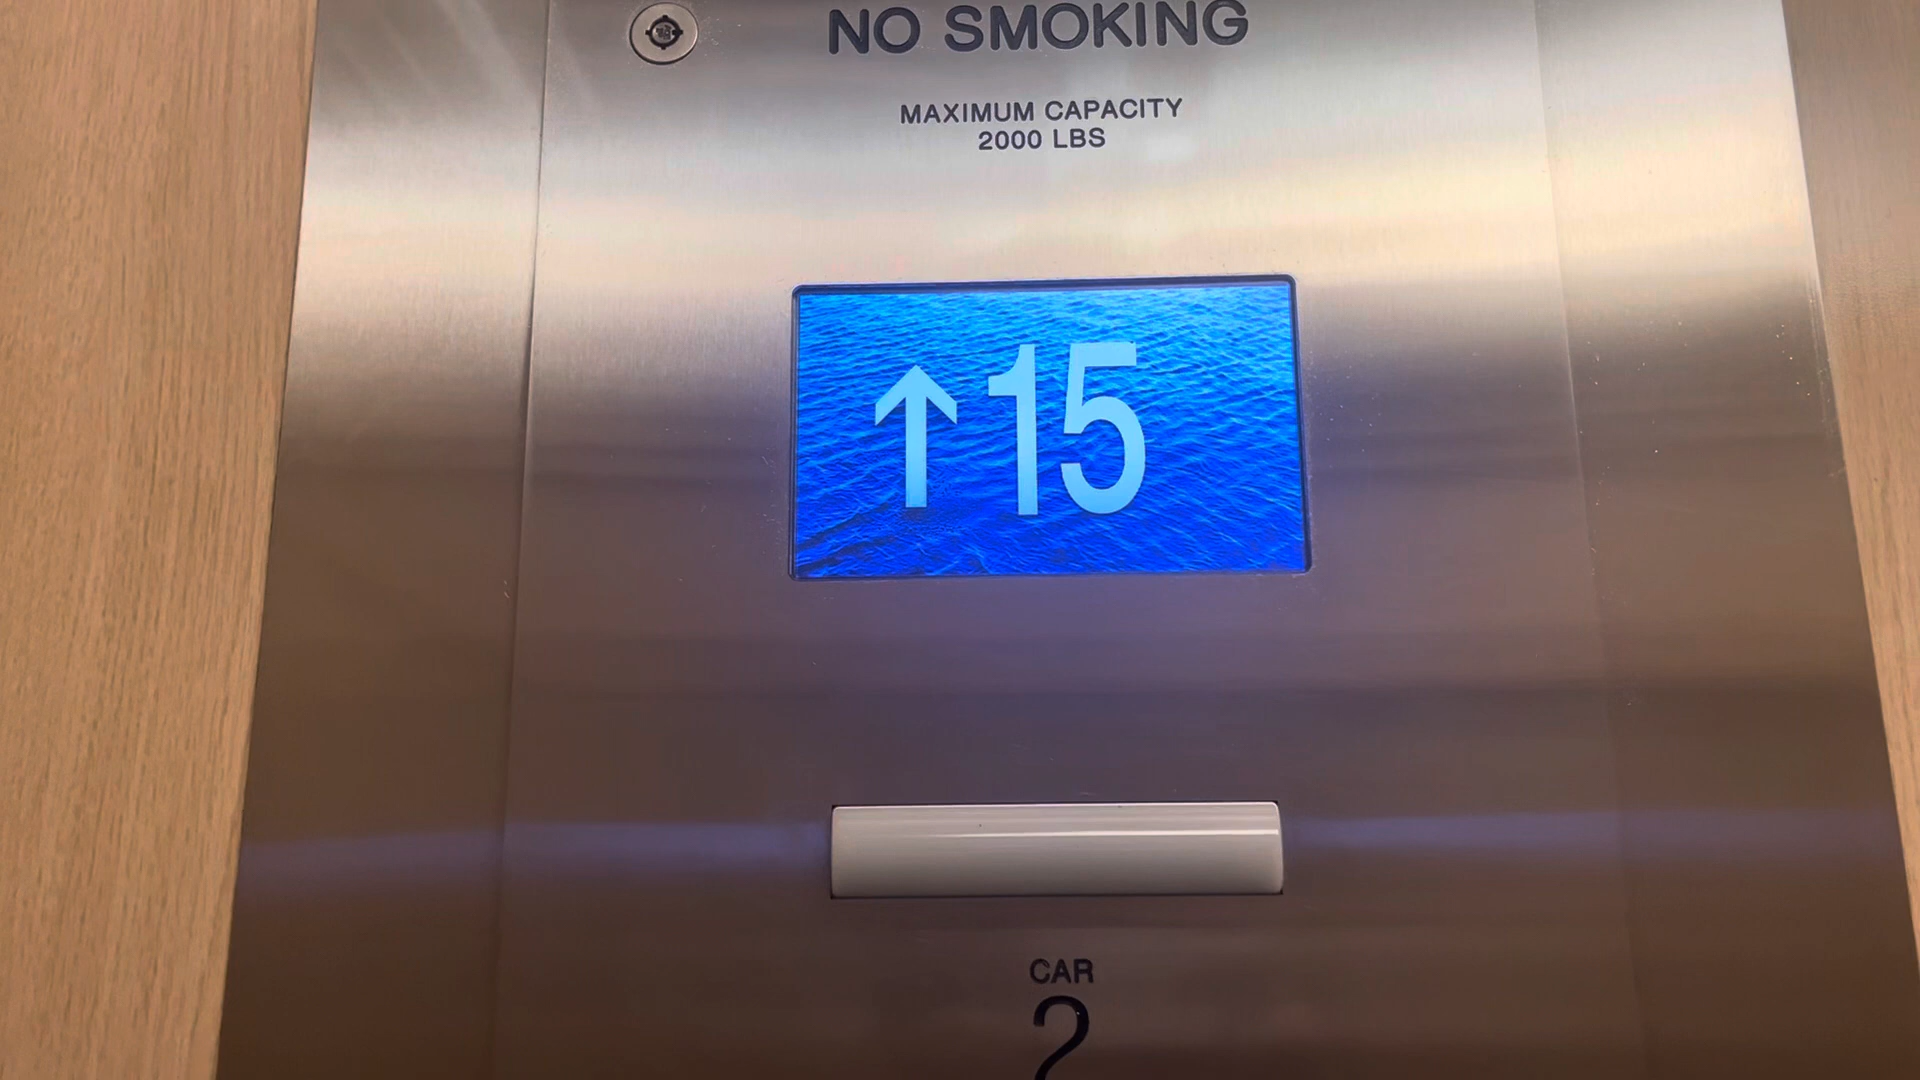 NO SMOKING
MAXIMUM CAPACITY
2000 LBS
↑15
CAR
2